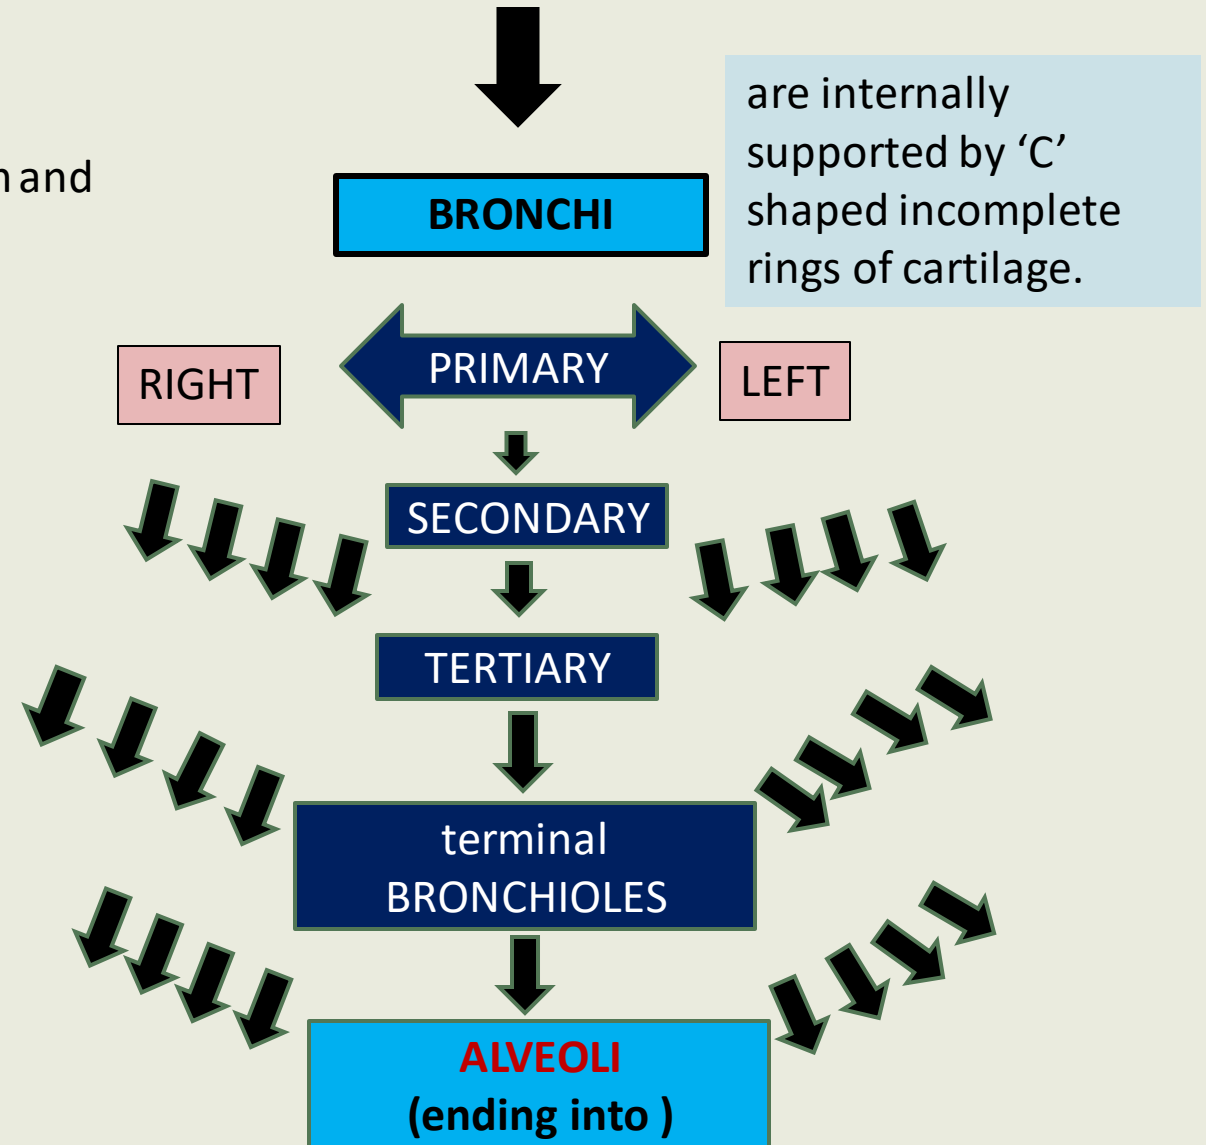 are internally
supported by ‘C’
shaped incomplete
rings of cartilage.
and
BRONCHI
PRIMARY
RIGHT
LEFT
SECONDARY
TERTIARY
terminal
BRONCHIOLES
ALVEOLI
(ending into )